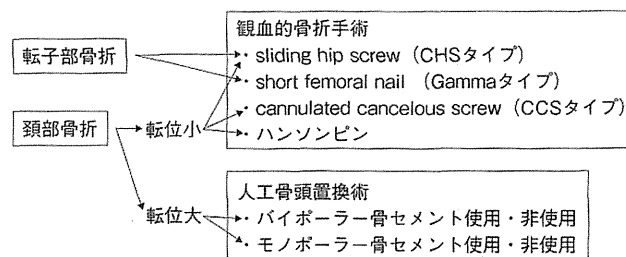 観血的骨折手術
転子部骨折
・sliding hip screw（CHSタイプ）
・short femoral nail （Gammaタイプ）
・cannulated cancelous screw（CCSタイプ）
頚部骨折
転位小
・ハンソンピン
人工骨頭置換術
転位大
・バイポーラー骨セメント使用・非使用
・モノポーラー骨セメント使用・非使用